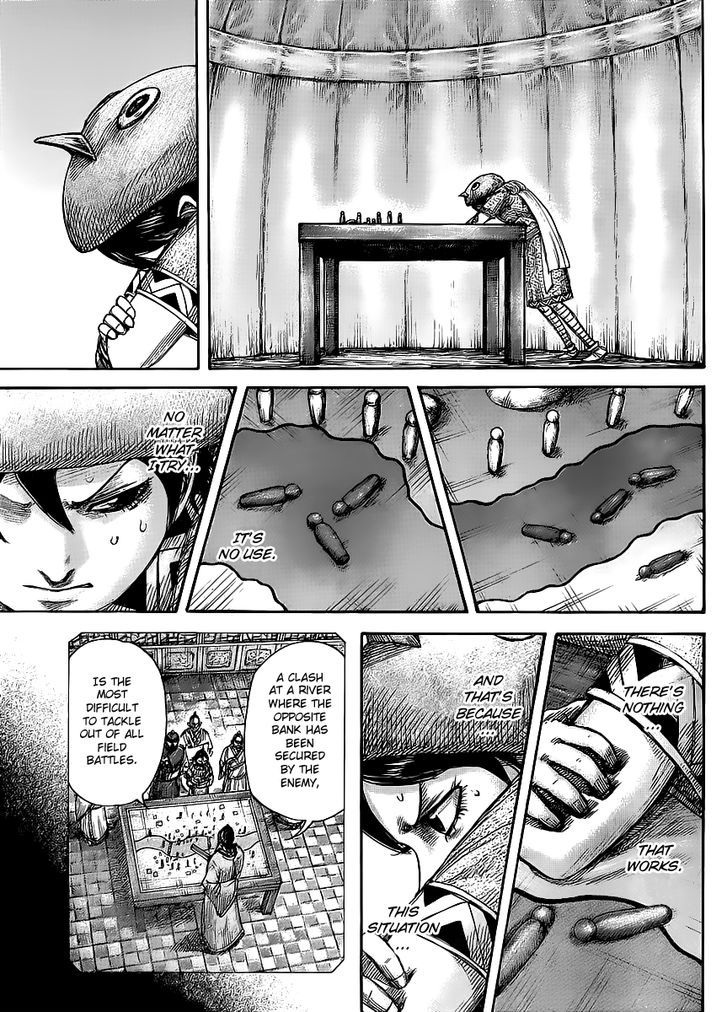 NO
MATTER
WHAT
I TRY...
IT'S
NO USE.
THERE'S
NOTHING
...
THAT
WORKS.
AND
THAT'S
BECAUSE
...
THIS
SITUATION
...
A CLASH
AT A RIVER
WHERE THE
OPPOSITE
BANK HAS
BEEN
SECURED
BY THE
ENEMY,
IS THE
MOST
DIFFICULT
TO TACKLE
OUT OF ALL
FIELD
BATTLES.